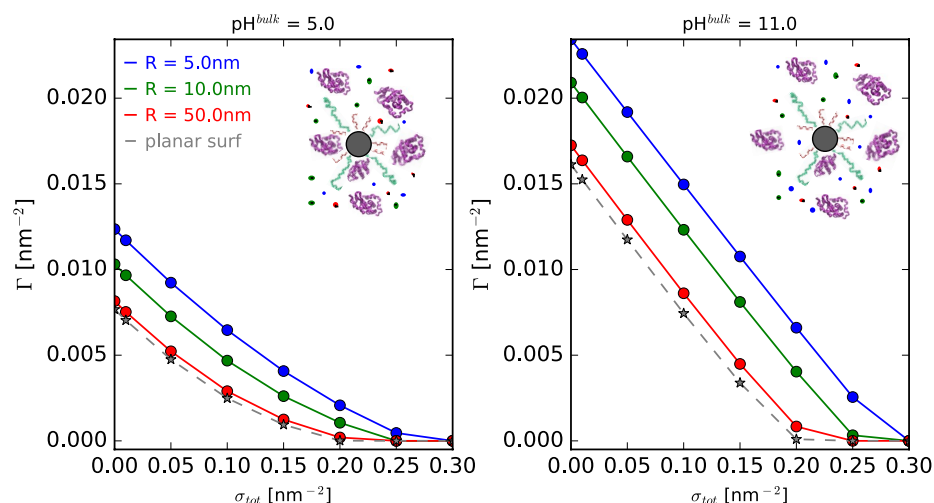 pH^bulk = 5.0
R = 5.0nm
R = 10.0nm
R = 50.0nm
planar surf
Γ [nm⁻²]
0.020
0.015
0.010
0.005
0.000
0.00 0.05 0.10 0.15 0.20 0.25 0.30
σ_tot [nm⁻²]
pH^bulk = 11.0
Γ [nm⁻²]
0.020
0.015
0.010
0.005
0.000
0.00 0.05 0.10 0.15 0.20 0.25 0.30
σ_tot [nm⁻²]